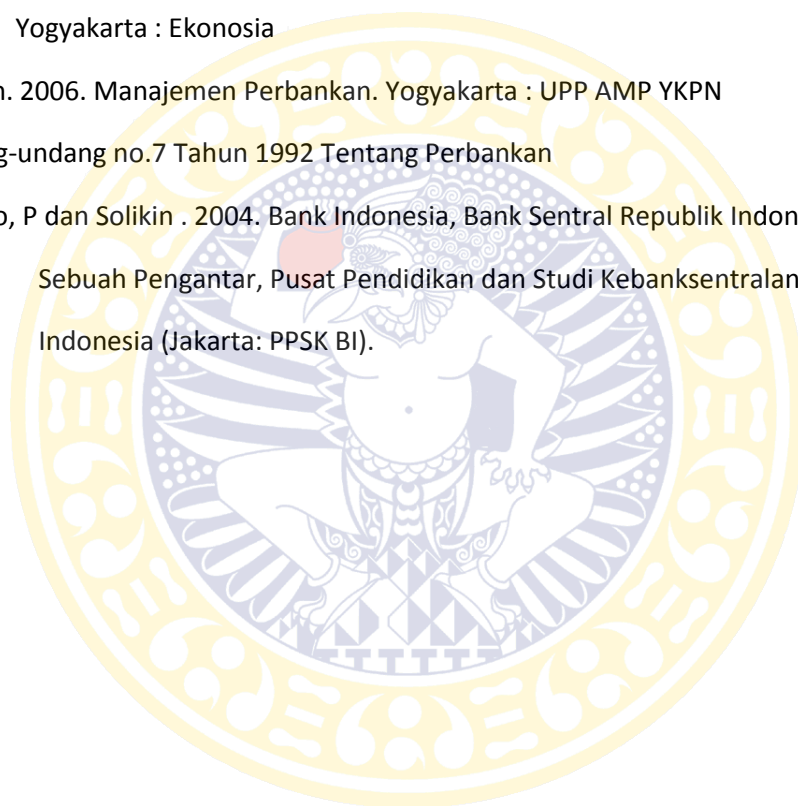 Yogyakarta : Ekonosia
. 2006. Manajemen Perbankan. Yogyakarta : UPP AMP YKPN
-undang no.7 Tahun 1992 Tentang Perbankan
, P dan Solikin . 2004. Bank Indonesia, Bank Sentral Republik Indon
Sebuah Pengantar, Pusat Pendidikan dan Studi Kebanksentralan
Indonesia (Jakarta: PPSK BI).